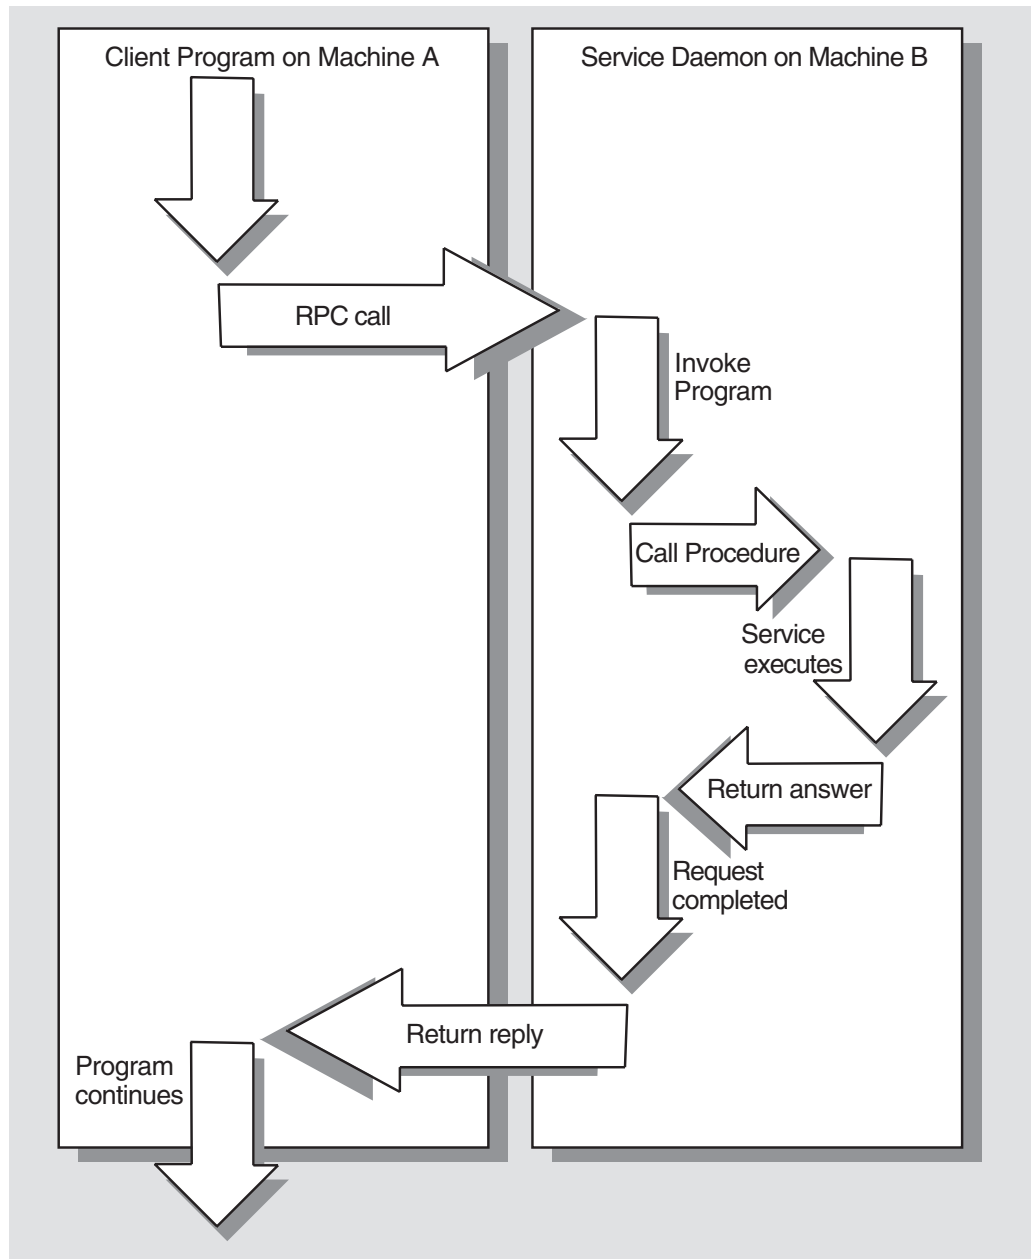 Client Program on Machine A
Service Daemon on Machine B
RPC call
Invoke
Program
Call Procedure
Service
executes
Return answer
Request
completed
Return reply
Program
continues